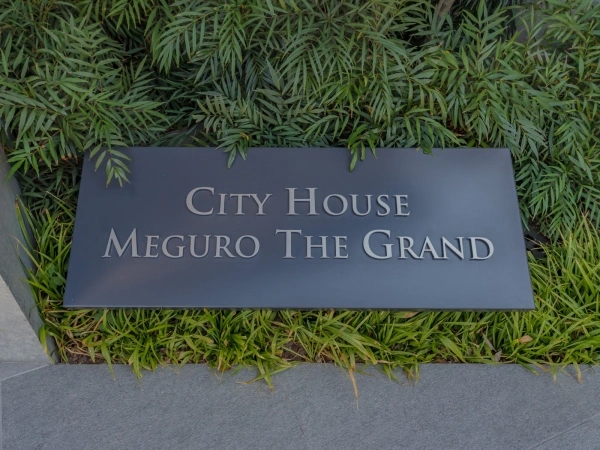 City House
Meguro The Grand